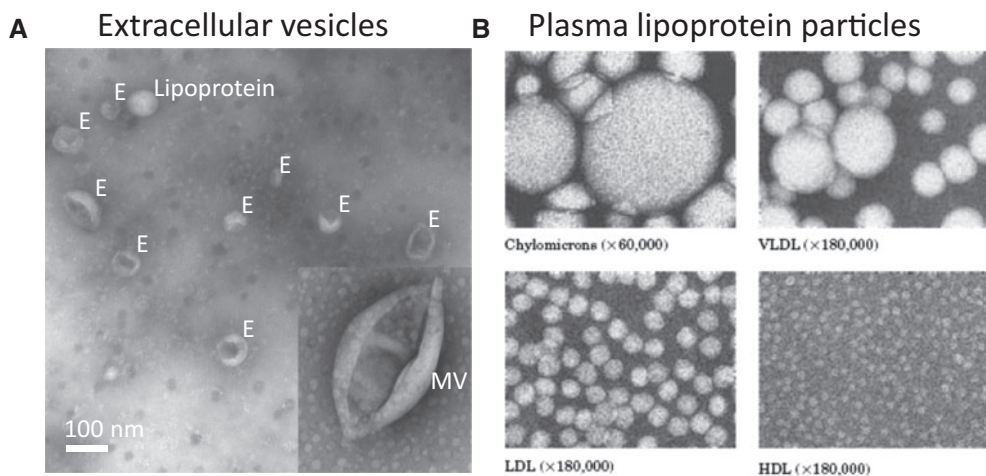 A Extracellular vesicles
E Lipoprotein
E
E
E
E
E
E
E
E
MV
100 nm
B Plasma lipoprotein particles
Chylomicrons (×60,000)
VLDL (×180,000)
LDL (×180,000)
HDL (×180,000)